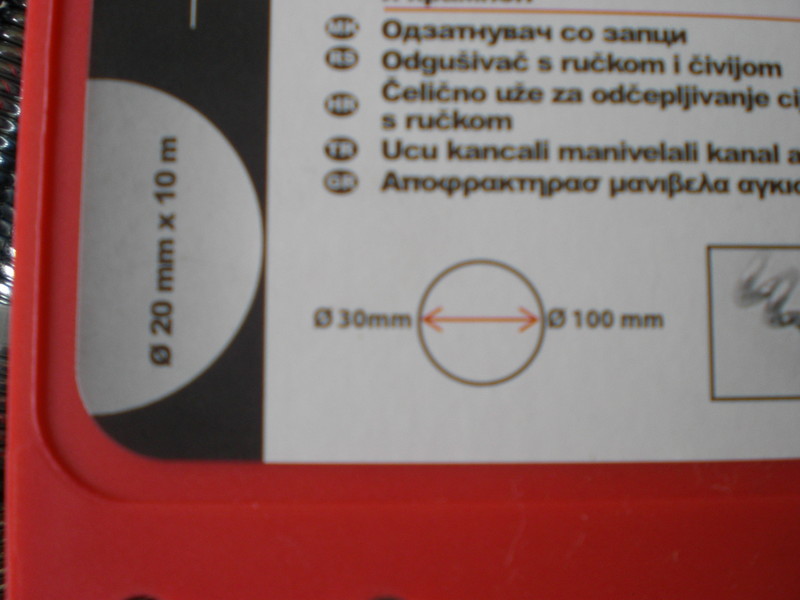 Одзатнувач со запци
Odgušivač s ručkom i čivijom
Čelično uže za odčepljivanje
s ručkom
Ucu kancali manivelali kanal
Αποφρακτηρασ μανιβελα
Ø 20 mm x 10 m
Ø 30mm
Ø 100 mm